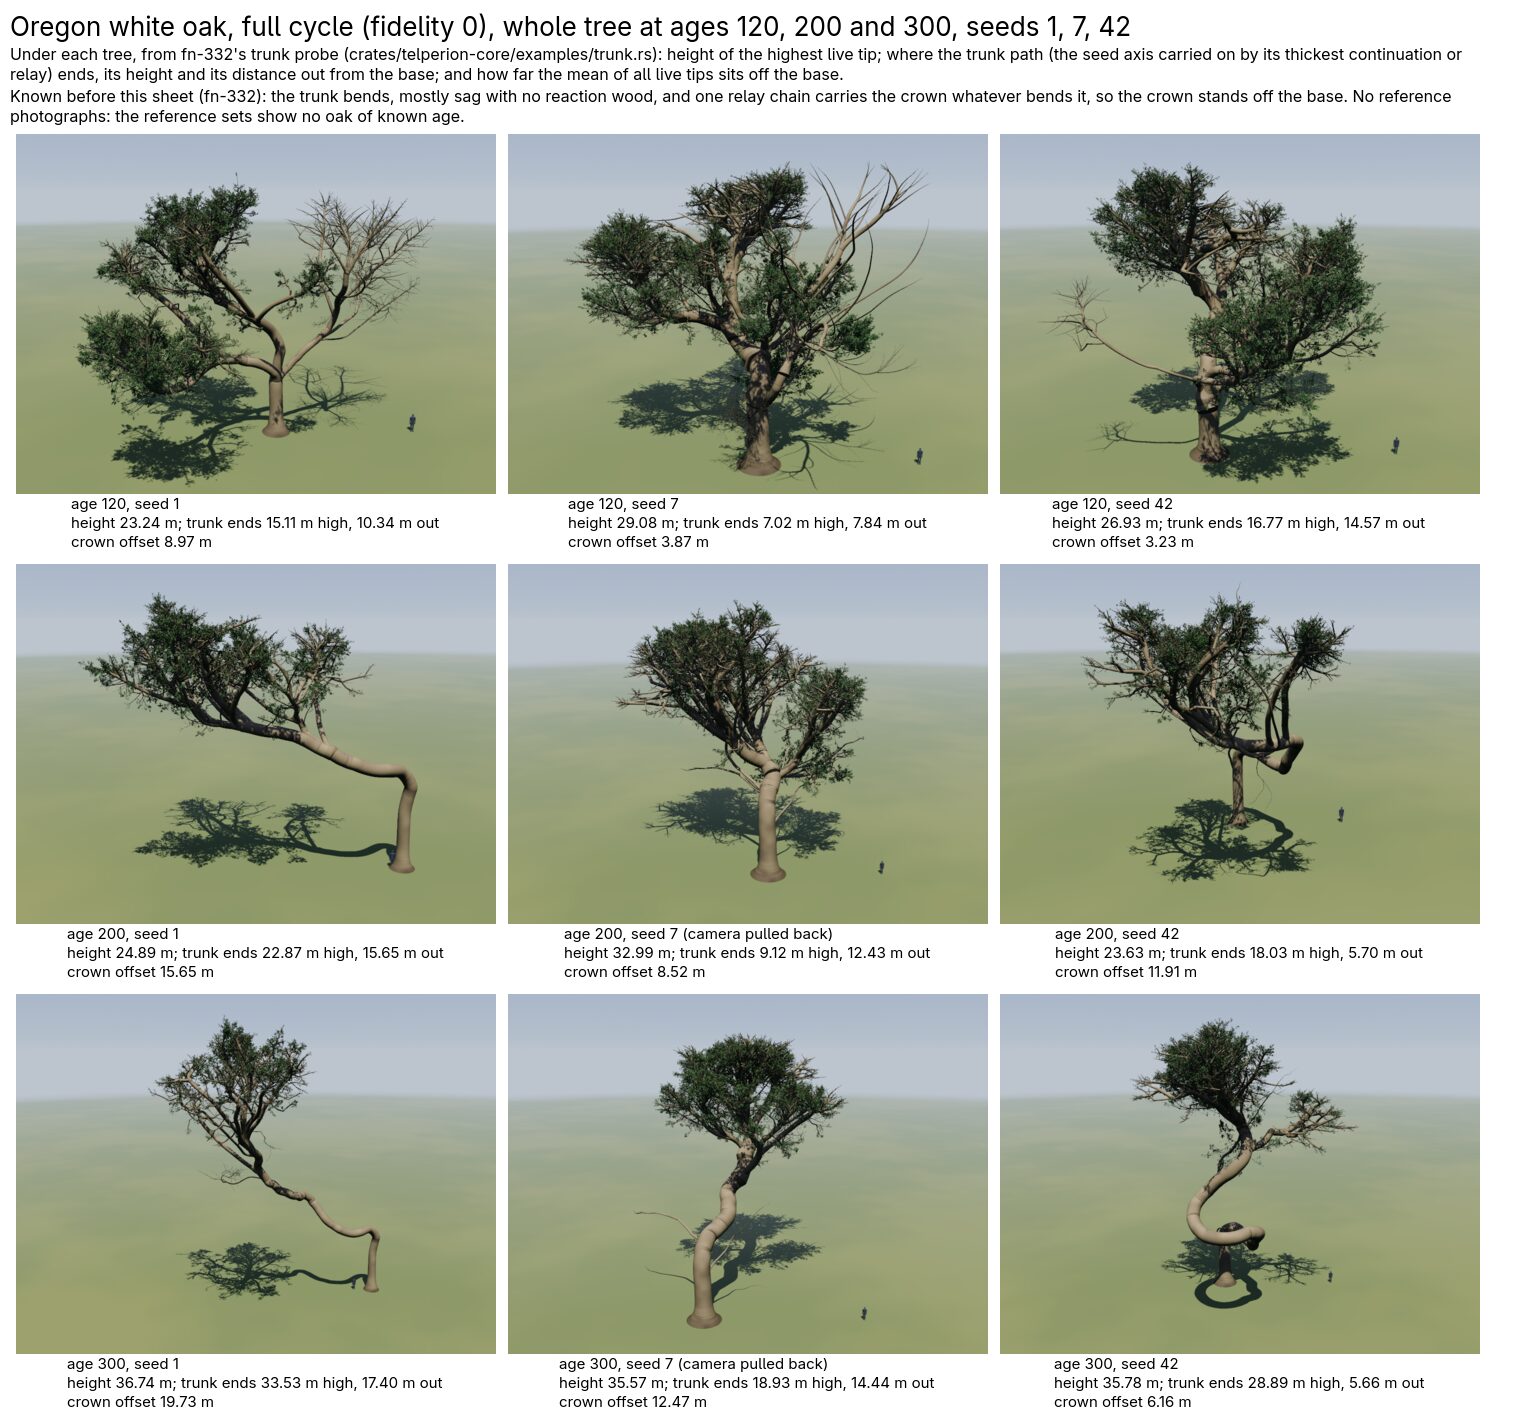 Oregon white oak, full cycle (fidelity 0), whole tree at ages 120, 200 and 300, seeds 1, 7, 42
Under each tree, from fn-332's trunk probe (crates/telperion-core/examples/trunk.rs): height of the highest live tip; where the trunk path (the seed axis carried on by its thickest continuation or
relay) ends, its height and its distance out from the base; and how far the mean of all live tips sits off the base.
Known before this sheet (fn-332): the trunk bends, mostly sag with no reaction wood, and one relay chain carries the crown whatever bends it, so the crown stands off the base. No reference
photographs: the reference sets show no oak of known age.
age 120, seed 1
height 23.24 m; trunk ends 15.11 m high, 10.34 m out
crown offset 8.97 m
age 120, seed 7
height 29.08 m; trunk ends 7.02 m high, 7.84 m out
crown offset 3.87 m
age 120, seed 42
height 26.93 m; trunk ends 16.77 m high, 14.57 m out
crown offset 3.23 m
age 200, seed 1
height 24.89 m; trunk ends 22.87 m high, 15.65 m out
crown offset 15.65 m
age 200, seed 7 (camera pulled back)
height 32.99 m; trunk ends 9.12 m high, 12.43 m out
crown offset 8.52 m
age 200, seed 42
height 23.63 m; trunk ends 18.03 m high, 5.70 m out
crown offset 11.91 m
age 300, seed 1
height 36.74 m; trunk ends 33.53 m high, 17.40 m out
crown offset 19.73 m
age 300, seed 7 (camera pulled back)
height 35.57 m; trunk ends 18.93 m high, 14.44 m out
crown offset 12.47 m
age 300, seed 42
height 35.78 m; trunk ends 28.89 m high, 5.66 m out
crown offset 6.16 m